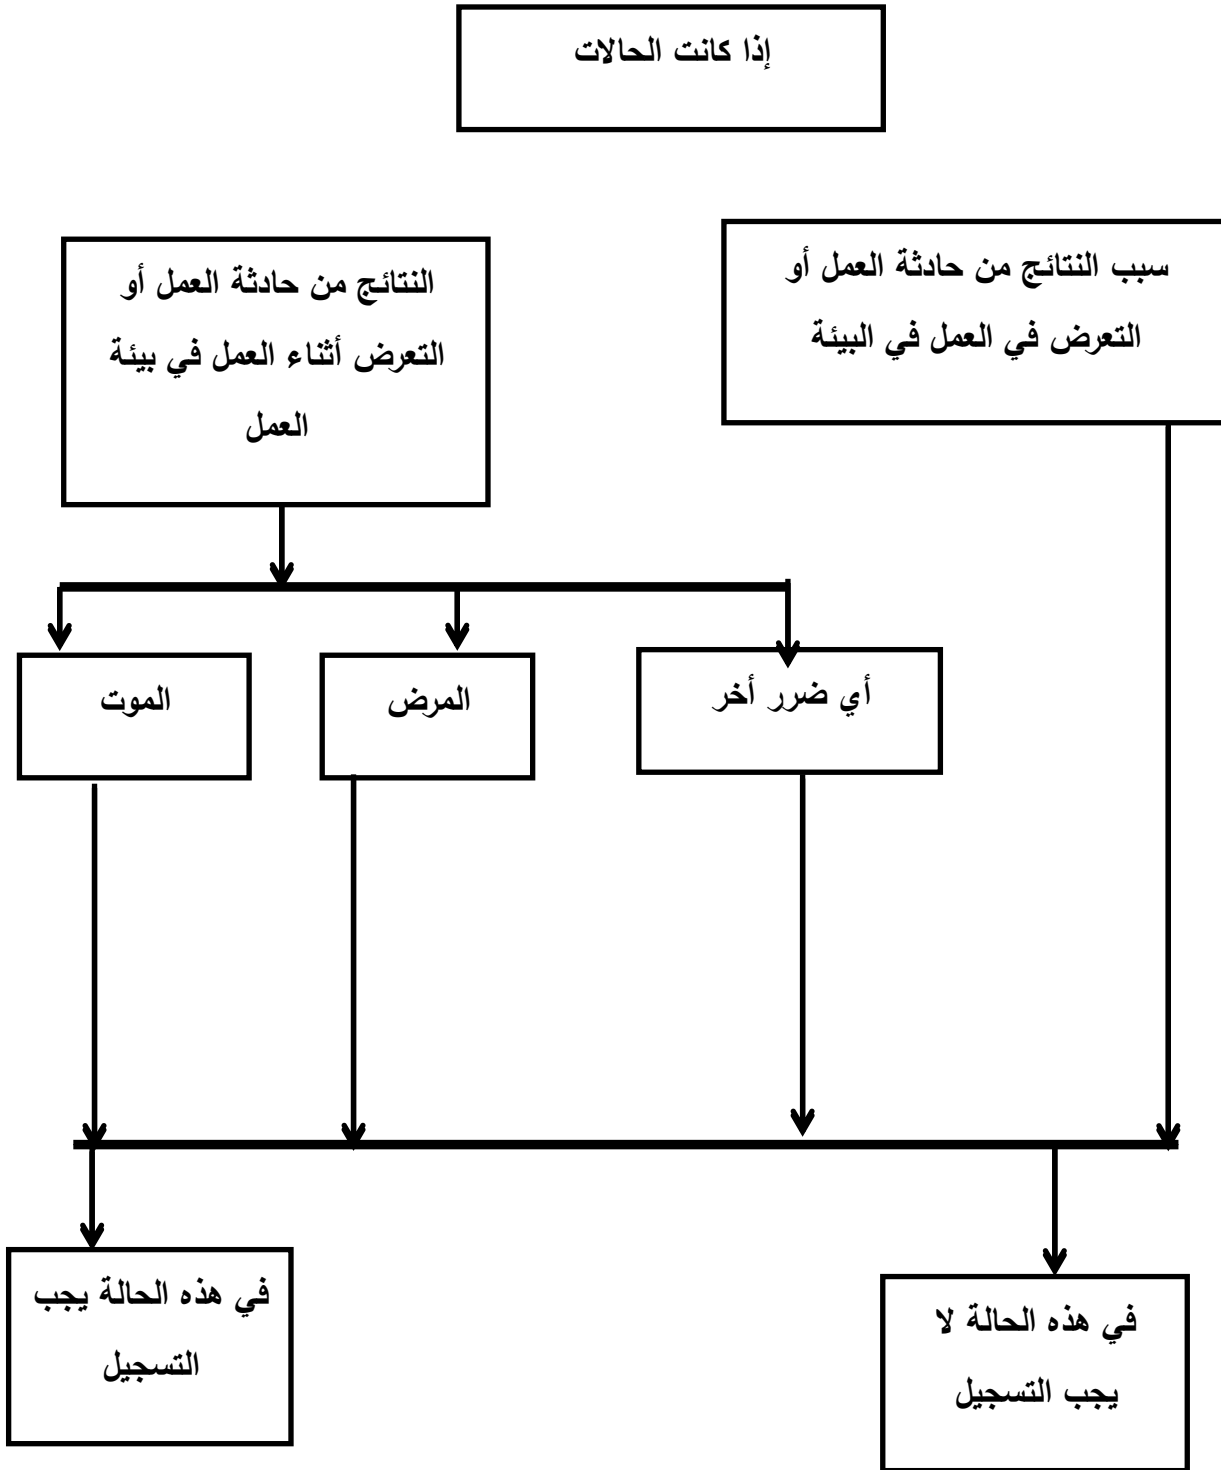 إذا كانت الحالات
سبب النتائج من حادثة العمل أو
التعرض في العمل في البيئة
النتائج من حادثة العمل أو
التعرض أثناء العمل في بيئة
العمل
أي ضرر أخر
المرض
الموت
في هذه الحالة لا
يجب التسجيل
في هذه الحالة يجب
التسجيل